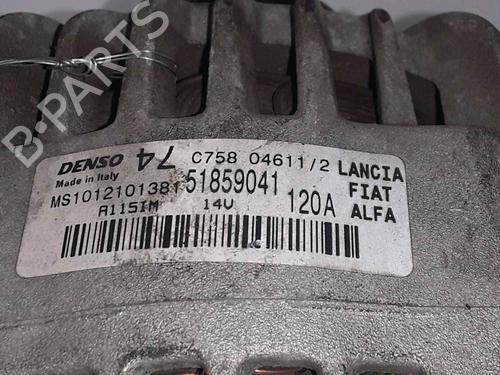 B-PARTS
DENSO 74 C758 04611/2 LANCIA
Made in Italy
MS1012101381 51859041 FIAT
A115IM 14V 120A ALFA